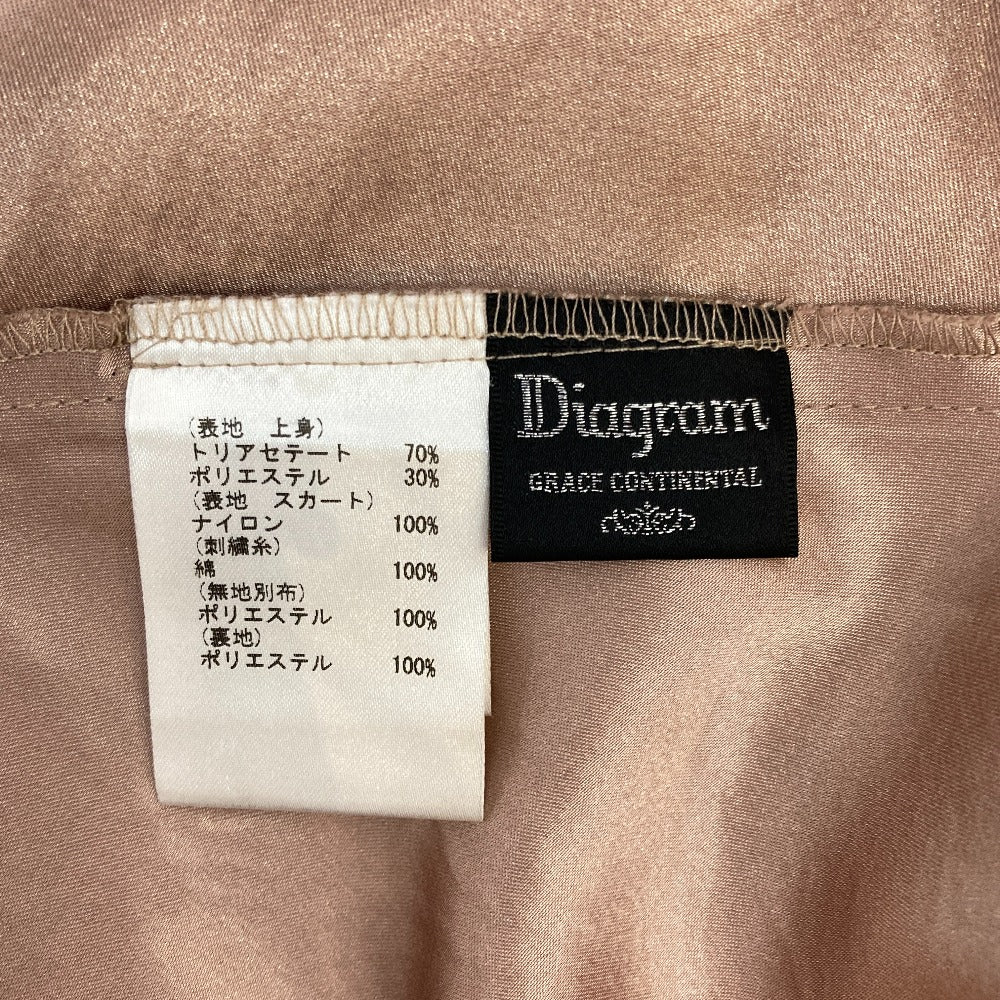 (表地　上身)
トリアセテート 70%
ポリエステル 30%
(表地　スカート)
ナイロン 100%
(刺繍糸)
綿 100%
(無地別布)
ポリエステル 100%
(裏地)
ポリエステル 100%
Diagram
GRACE CONTINENTAL